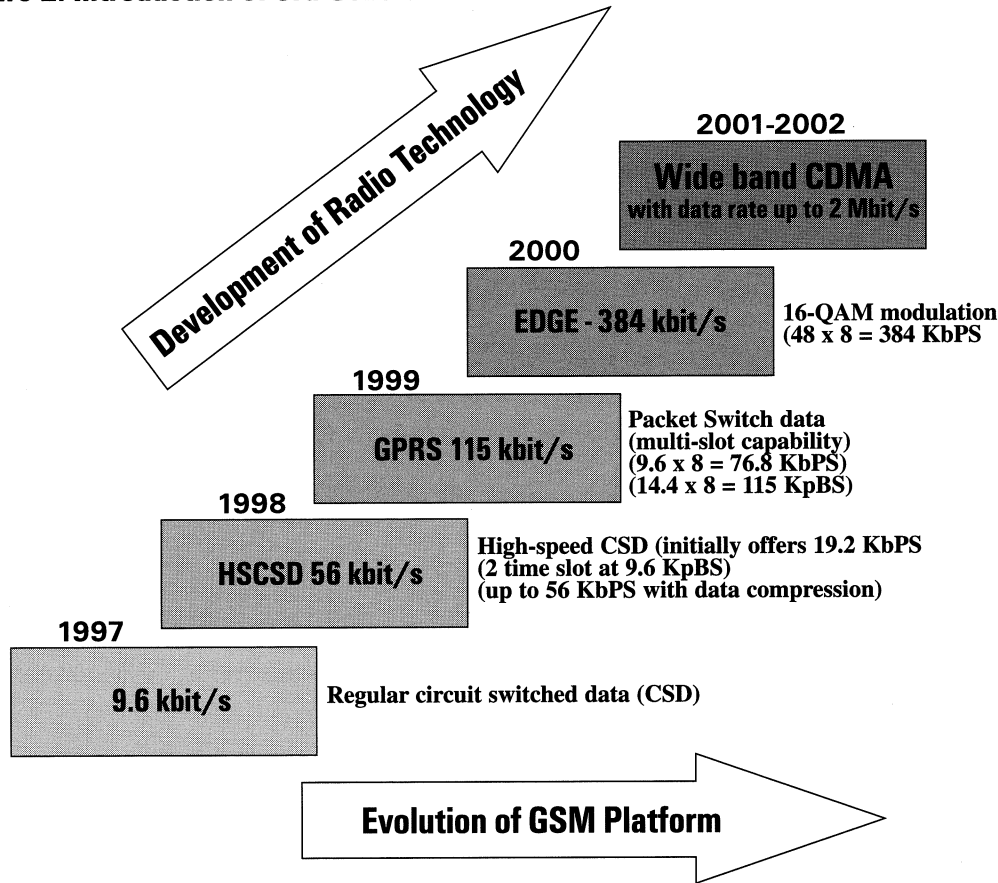 Development of Radio Technology
2001-2002
Wide band CDMA
with data rate up to 2 Mbit/s
2000
EDGE - 384 kbit/s
16-QAM modulation
(48 x 8 = 384 KbPS
1999
GPRS 115 kbit/s
Packet Switch data
(multi-slot capability)
(9.6 x 8 = 76.8 KbPS)
(14.4 x 8 = 115 KpBS)
1998
HSCSD 56 kbit/s
High-speed CSD (initially offers 19.2 KbPS
(2 time slot at 9.6 KpBS)
(up to 56 KbPS with data compression)
1997
9.6 kbit/s
Regular circuit switched data (CSD)
Evolution of GSM Platform